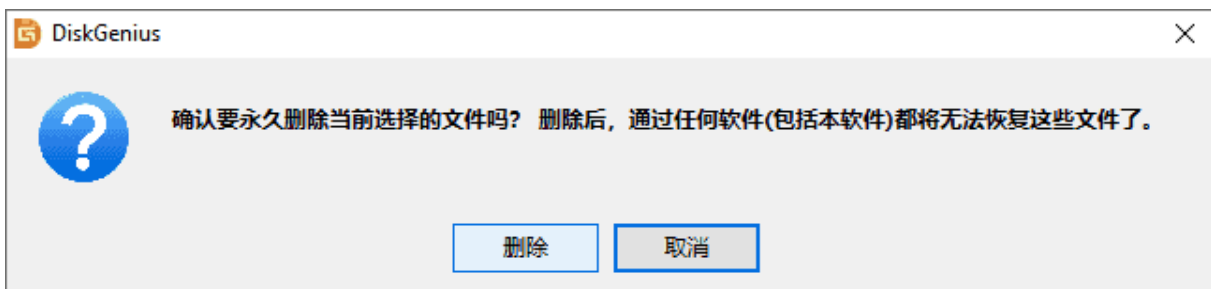 DiskGenius
确认要永久删除当前选择的文件吗? 删除后，通过任何软件(包括本软件)都将无法恢复这些文件了。
删除
取消